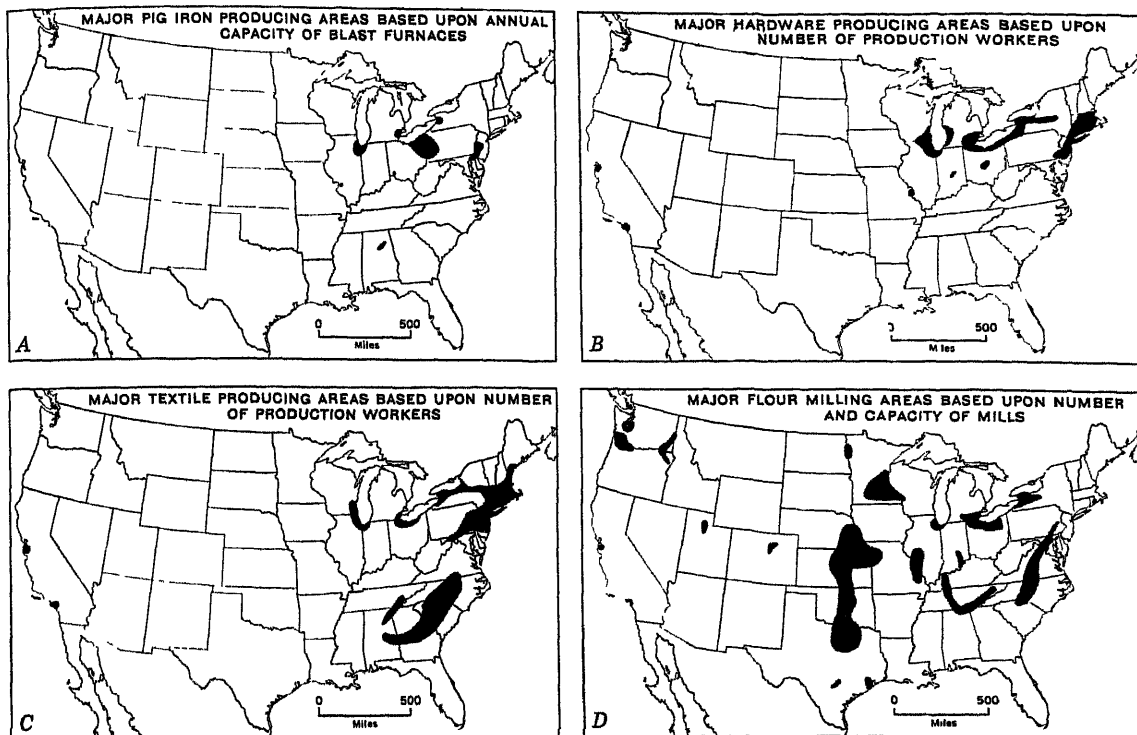 MAJOR PIG IRON PRODUCING AREAS BASED UPON ANNUAL
CAPACITY OF BLAST FURNACES
0 500
Miles
A
MAJOR HARDWARE PRODUCING AREAS BASED UPON
NUMBER OF PRODUCTION WORKERS
0 500
M les
B
MAJOR TEXTILE PRODUCING AREAS BASED UPON NUMBER
OF PRODUCTION WORKERS
0 500
Miles
C
MAJOR FLOUR MILLING AREAS BASED UPON NUMBER
AND CAPACITY OF MILLS
0 500
Miles
D